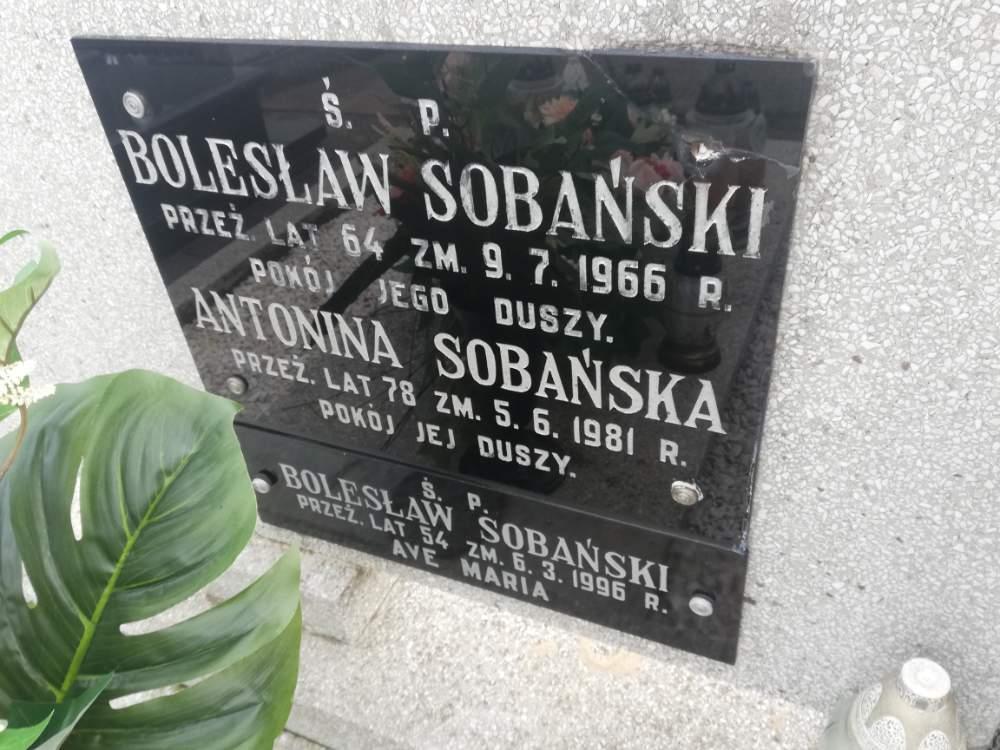 Ś. P.
BOLESŁAW SOBAŃSKI
PRZEŻ. LAT 64 ZM. 9. 7. 1966 R.
POKÓJ JEGO DUSZY.
ANTONINA SOBAŃSKA
PRZEŻ. LAT 78 ZM. 5. 6. 1981 R.
POKÓJ JEJ DUSZY.
Ś. P.
BOLESŁAW SOBAŃSKI
PRZEŻ. LAT 54 ZM. 6. 3. 1996 R.
AVE MARIA